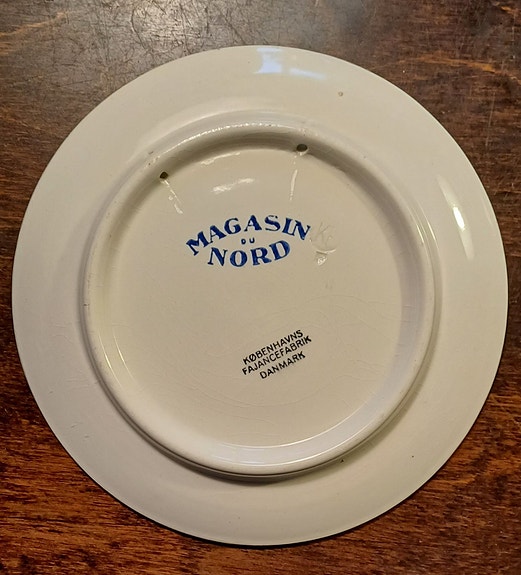 MAGASIN
DU
NORD
KØBENHAVNS
FAJANCEFABRIK
DANMARK